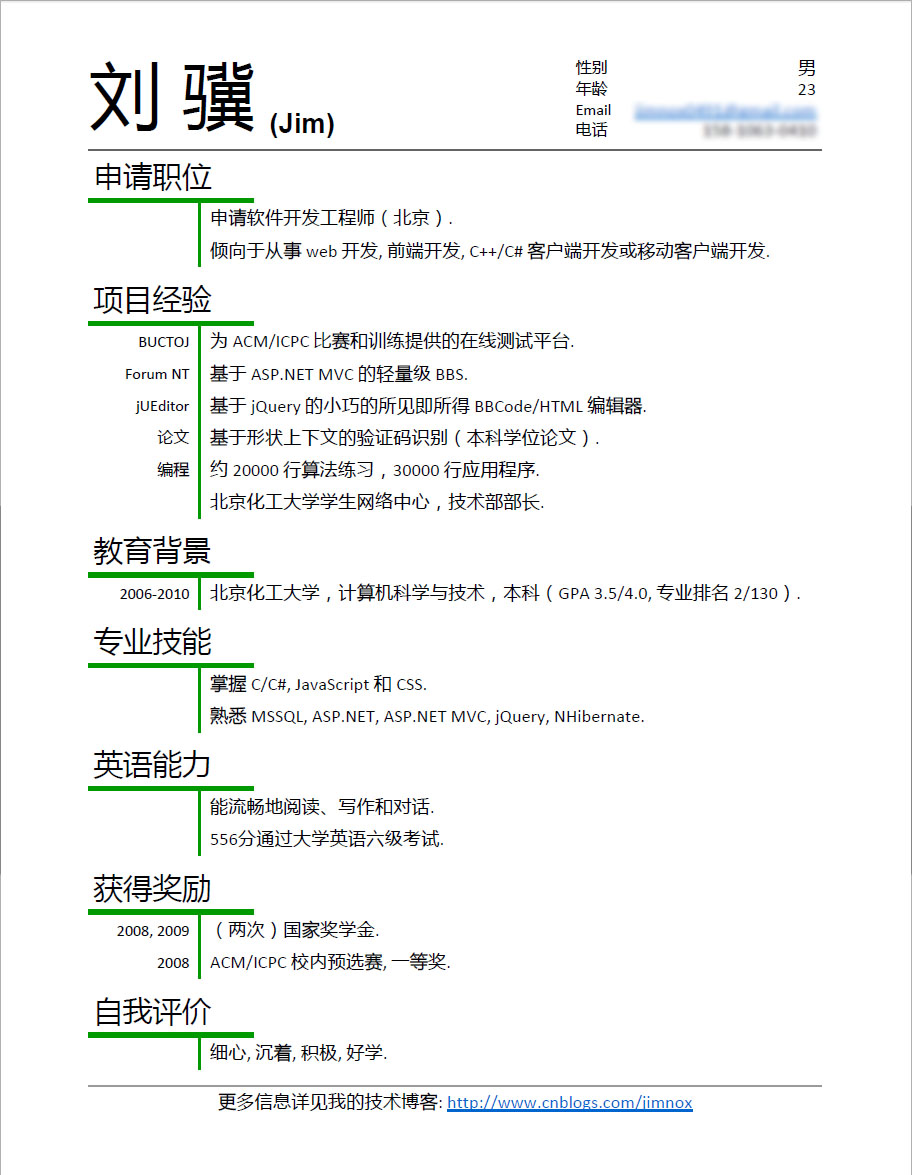 刘 骥 (Jim)
性别 男
年龄 23
Email
电话
申请职位
申请软件开发工程师（北京）.
倾向于从事 web 开发, 前端开发, C++/C# 客户端开发或移动客户端开发.
项目经验
BUCTOJ 为 ACM/ICPC 比赛和训练提供的在线测试平台.
Forum NT 基于 ASP.NET MVC 的轻量级 BBS.
jUEditor 基于 jQuery 的小巧的所见即所得 BBCode/HTML 编辑器.
论文 基于形状上下文的验证码识别（本科学位论文）.
编程 约 20000 行算法练习，30000 行应用程序.
北京化工大学学生网络中心，技术部部长.
教育背景
2006-2010 北京化工大学，计算机科学与技术，本科（GPA 3.5/4.0, 专业排名 2/130）.
专业技能
掌握 C/C#, JavaScript 和 CSS.
熟悉 MSSQL, ASP.NET, ASP.NET MVC, jQuery, NHibernate.
英语能力
能流畅地阅读、写作和对话.
556分通过大学英语六级考试.
获得奖励
2008, 2009 （两次）国家奖学金.
2008 ACM/ICPC 校内预选赛, 一等奖.
自我评价
细心, 沉着, 积极, 好学.
更多信息详见我的技术博客: http://www.cnblogs.com/jimnox